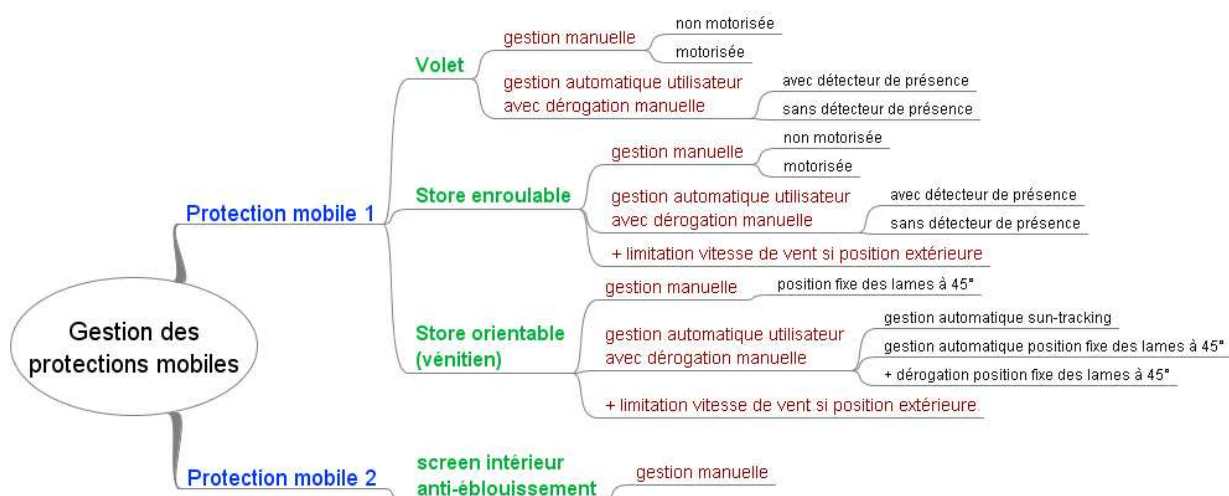 non motorisée
gestion manuelle
motorisée
Volet
gestion automatique utilisateur
avec dérogation manuelle
avec détecteur de présence
sans détecteur de présence
non motorisée
gestion manuelle
motorisée
Store enroulable
gestion automatique utilisateur
avec dérogation manuelle
avec détecteur de présence
sans détecteur de présence
+ limitation vitesse de vent si position extérieure
Protection mobile 1
gestion manuelle
position fixe des lames à 45°
Store orientable
(vénitien)
gestion automatique utilisateur
avec dérogation manuelle
gestion automatique sun-tracking
gestion automatique position fixe des lames à 45°
+ dérogation position fixe des lames à 45°
+ limitation vitesse de vent si position extérieure
Gestion des
protections mobiles
Protection mobile 2
screen intérieur
anti-éblouissement
gestion manuelle